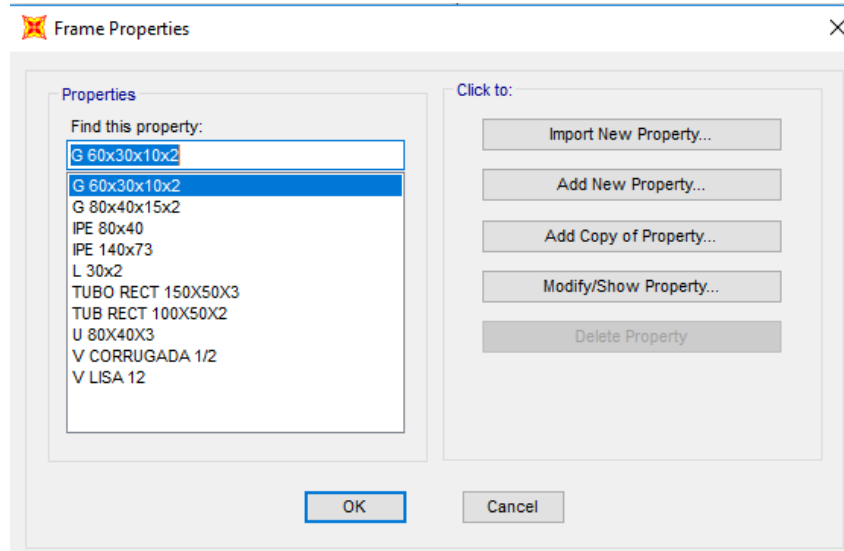 Frame Properties
Properties
Find this property:
G 60x30x10x2
G 60x30x10x2
G 80x40x15x2
IPE 80x40
IPE 140x73
L 30x2
TUBO RECT 150X50X3
TUB RECT 100X50X2
U 80X40X3
V CORRUGADA 1/2
V LISA 12
Click to:
Import New Property...
Add New Property...
Add Copy of Property...
Modify/Show Property...
Delete Property
OK
Cancel